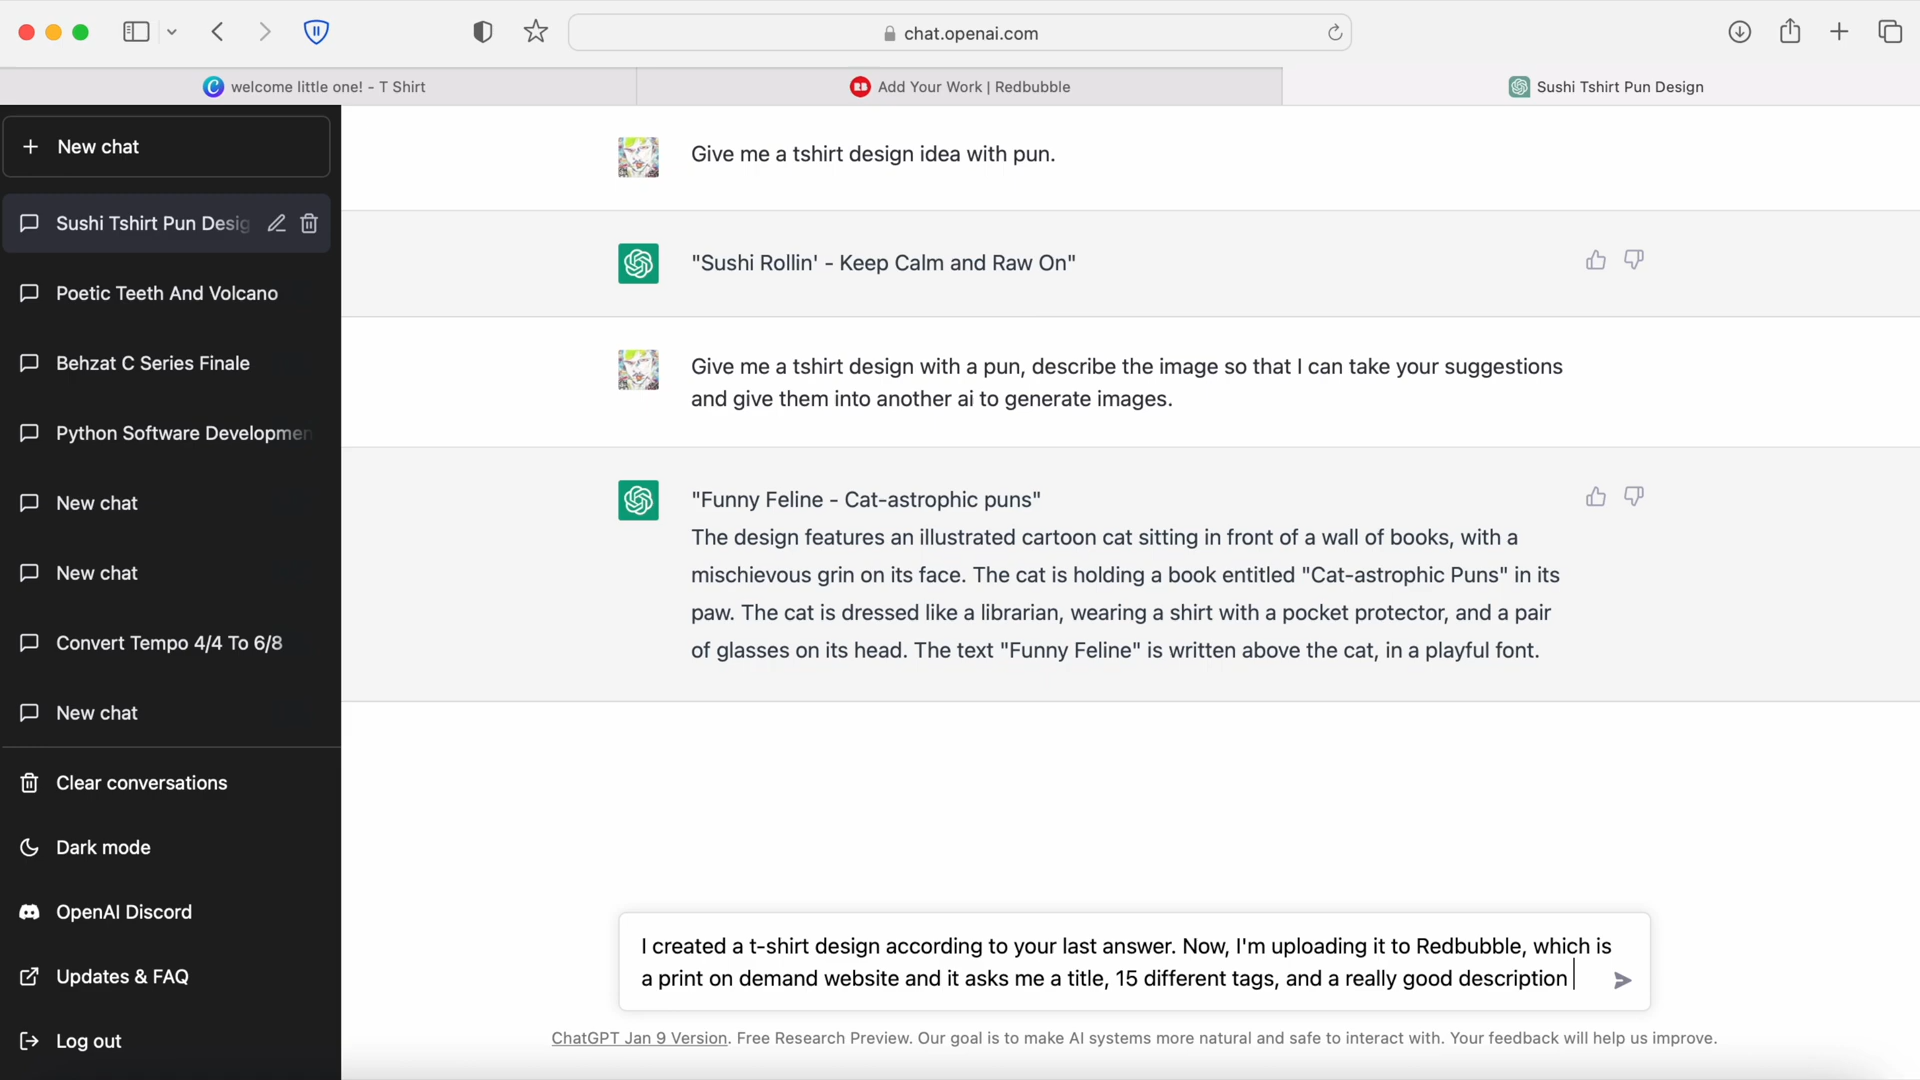 chat.openai.com
welcome little one! - T Shirt
Add Your Work | Redbubble
Sushi Tshirt Pun Design
New chat
Sushi Tshirt Pun Desig
Poetic Teeth And Volcano
Behzat C Series Finale
Python Software Developmen
New chat
New chat
Convert Tempo 4/4 To 6/8
New chat
Clear conversations
Dark mode
OpenAI Discord
Updates & FAQ
Log out
Give me a tshirt design idea with pun.
"Sushi Rollin' - Keep Calm and Raw On"
Give me a tshirt design with a pun, describe the image so that I can take your suggestions
and give them into another ai to generate images.
"Funny Feline - Cat-astrophic puns"
The design features an illustrated cartoon cat sitting in front of a wall of books, with a
mischievous grin on its face. The cat is holding a book entitled "Cat-astrophic Puns" in its
paw. The cat is dressed like a librarian, wearing a shirt with a pocket protector, and a pair
of glasses on its head. The text "Funny Feline" is written above the cat, in a playful font.
I created a t-shirt design according to your last answer. Now, I'm uploading it to Redbubble, which is
a print on demand website and it asks me a title, 15 different tags, and a really good description
ChatGPT Jan 9 Version. Free Research Preview. Our goal is to make AI systems more natural and safe to interact with. Your feedback will help us improve.